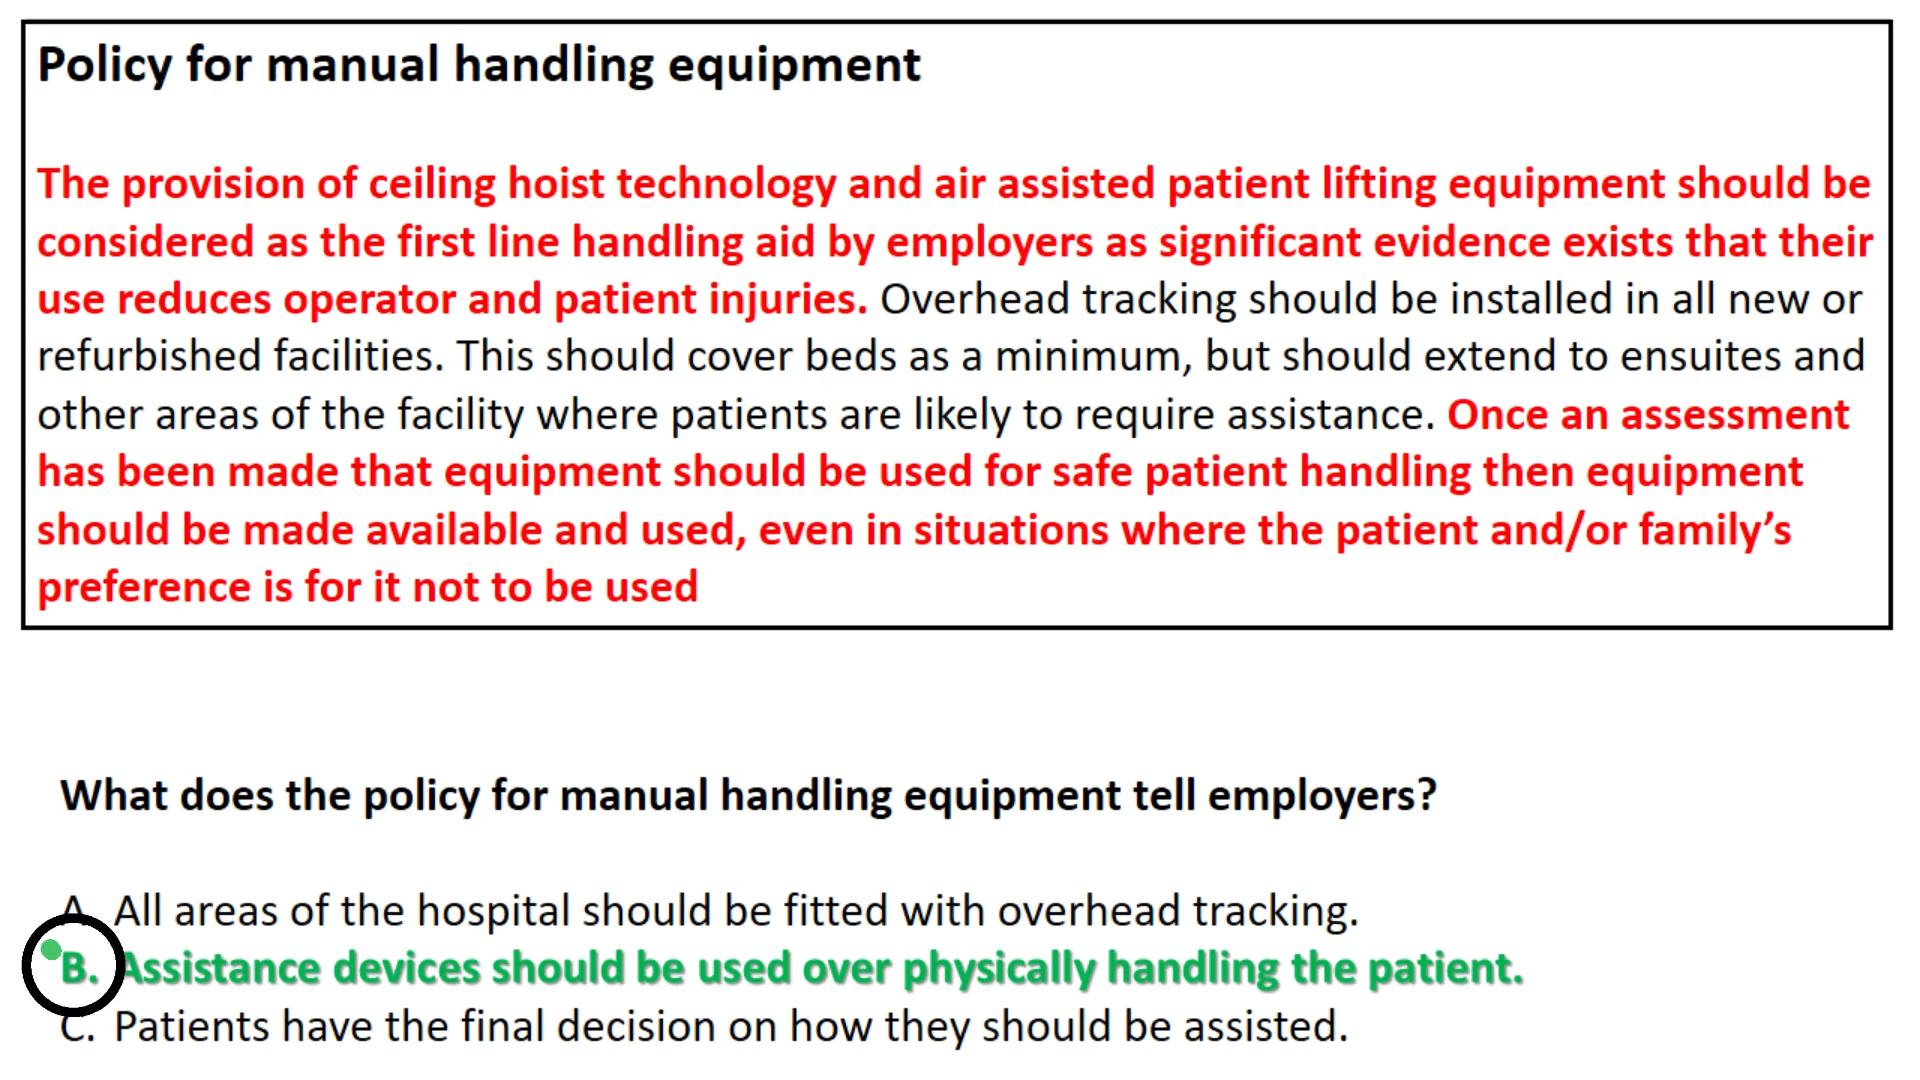 Policy for manual handling equipment
The provision of ceiling hoist technology and air assisted patient lifting equipment should be
considered as the first line handling aid by employers as significant evidence exists that their
use reduces operator and patient injuries. Overhead tracking should be installed in all new or
refurbished facilities. This should cover beds as a minimum, but should extend to ensuites and
other areas of the facility where patients are likely to require assistance. Once an assessment
has been made that equipment should be used for safe patient handling then equipment
should be made available and used, even in situations where the patient and/or family’s
preference is for it not to be used
What does the policy for manual handling equipment tell employers?
A. All areas of the hospital should be fitted with overhead tracking.
B. Assistance devices should be used over physically handling the patient.
C. Patients have the final decision on how they should be assisted.